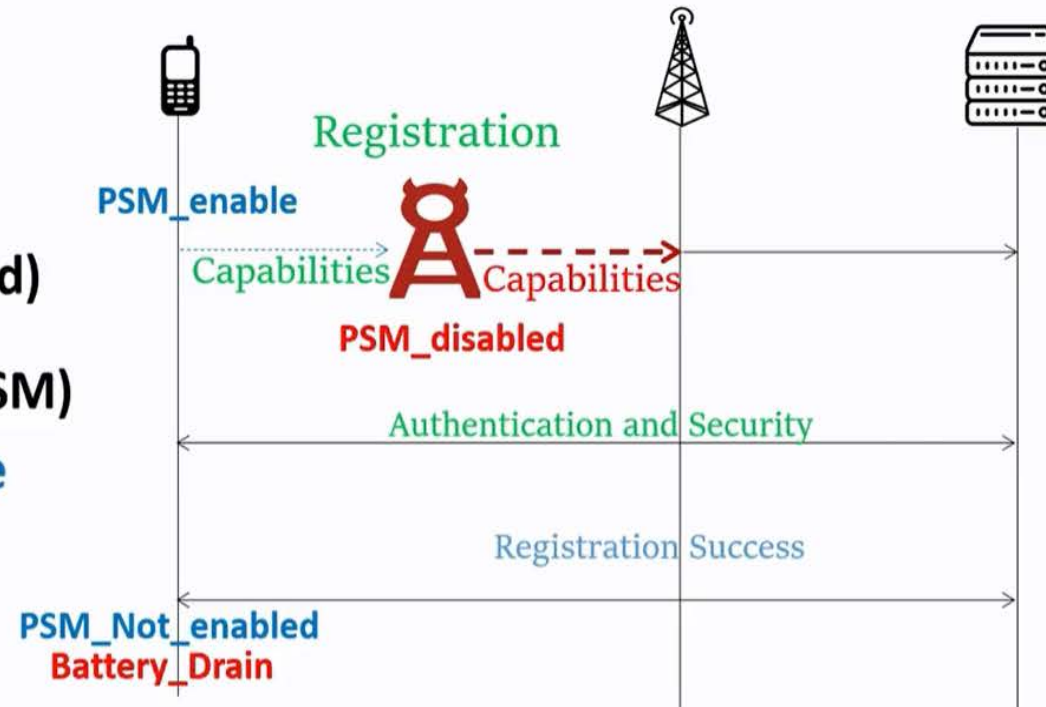 Registration
PSM_enable
Capabilities
Capabilities
d)
PSM_disabled
SM)
Authentication and Security
e
Registration Success
PSM_Not_enabled
Battery_Drain